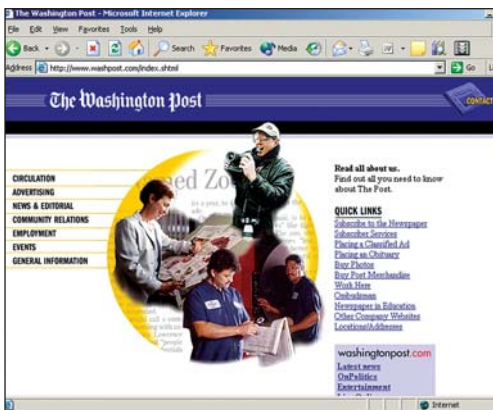 The Washington Post - Microsoft Internet Explorer
File Edit View Favorites Tools Help
Back Search Favorites Media
Address http://www.washpost.com/index.shtml Go
The Washington Post
CONTACT
CIRCULATION
ADVERTISING
NEWS & EDITORIAL
COMMUNITY RELATIONS
EMPLOYMENT
EVENTS
GENERAL INFORMATION
Read all about us.
Find out all you need to know
about The Post.
QUICK LINKS
Subscribe to the Newspaper
Subscriber Services
Placing a Classified Ad
Placing an Obituary
Buy Photos
Buy Post Merchandise
Work Here
Ombudsman
Newspaper in Education
Other Company Websites
Locations/Addresses
washingtonpost.com
Latest news
OnPolitics
Entertainment
Internet